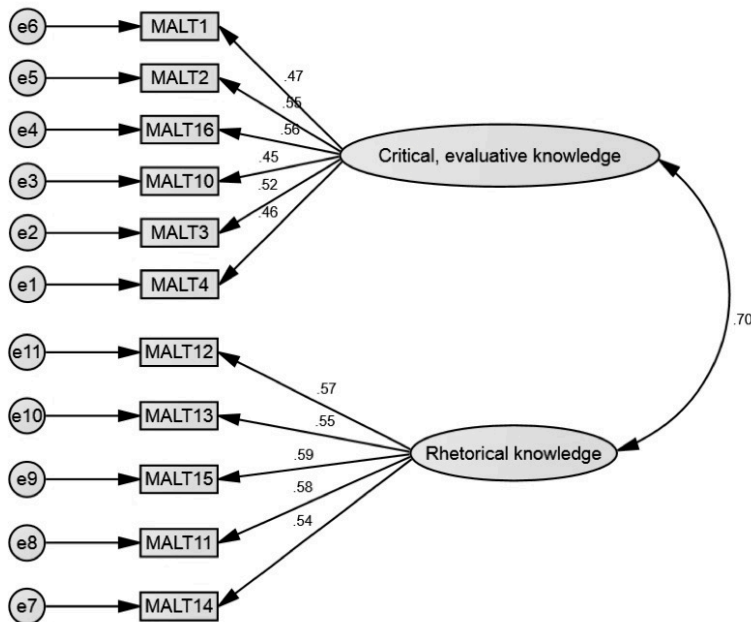 e6
MALT1
.47
e5
MALT2
.55
e4
MALT16
.56
Critical, evaluative knowledge
e3
MALT10
.45
e2
MALT3
.52
e1
MALT4
.46
.70
e11
MALT12
.57
e10
MALT13
.55
e9
MALT15
.59
Rhetorical knowledge
e8
MALT11
.58
e7
MALT14
.54